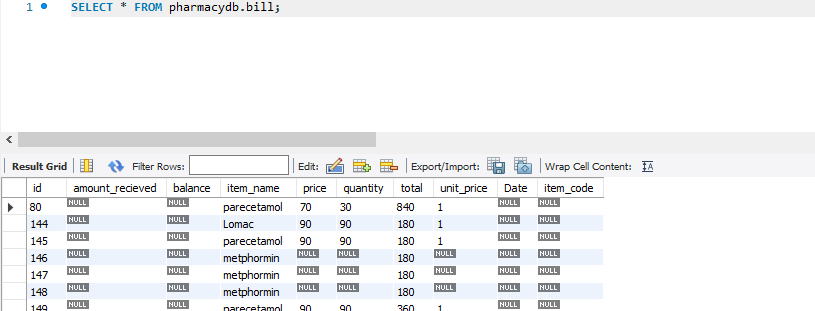 1 SELECT * FROM pharmacydb.bill;
Result Grid Filter Rows: Edit: Export/Import: Wrap Cell Content:
id amount_recieved balance item_name price quantity total unit_price Date item_code
80 NULL NULL parecetamol 70 30 840 1 NULL NULL
144 NULL NULL Lomac 90 90 180 1 NULL NULL
145 NULL NULL parecetamol 90 90 180 1 NULL NULL
146 NULL NULL metphormin NULL NULL 180 NULL NULL NULL
147 NULL NULL metphormin NULL NULL 180 NULL NULL NULL
148 NULL NULL metphormin NULL NULL 180 NULL NULL NULL
149 NULL NULL parecetamol 90 90 360 1 NULL NULL